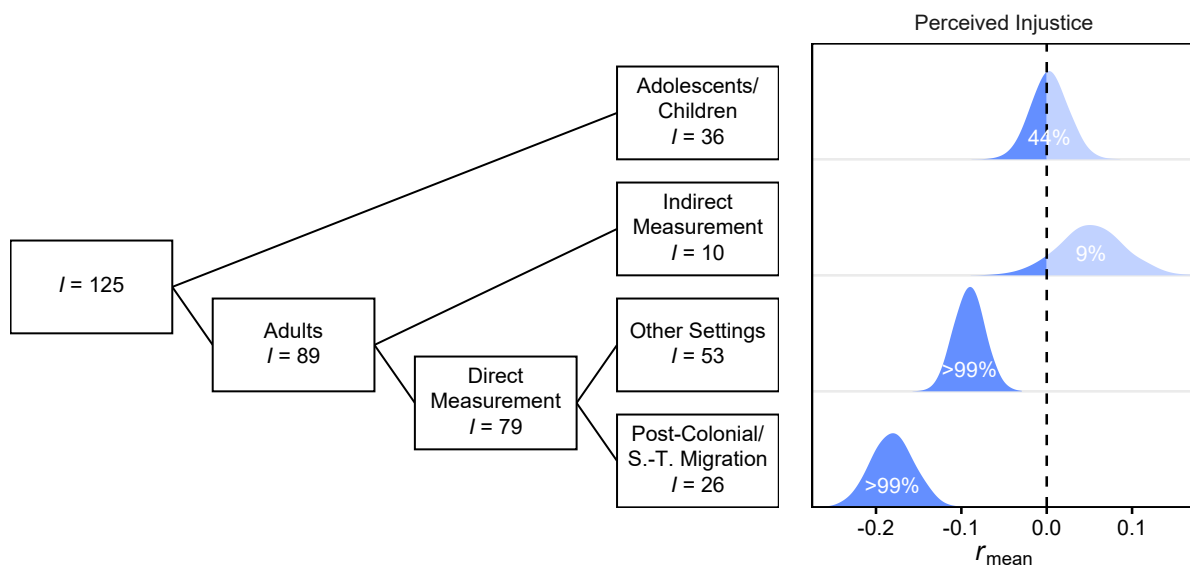 Perceived Injustice
Adolescents/
Children
I = 36
44%
Indirect
Measurement
I = 10
9%
I = 125
Adults
I = 89
Other Settings
I = 53
>99%
Direct
Measurement
I = 79
Post-Colonial/
S.-T. Migration
I = 26
>99%
-0.2 -0.1 0.0 0.1
rmean